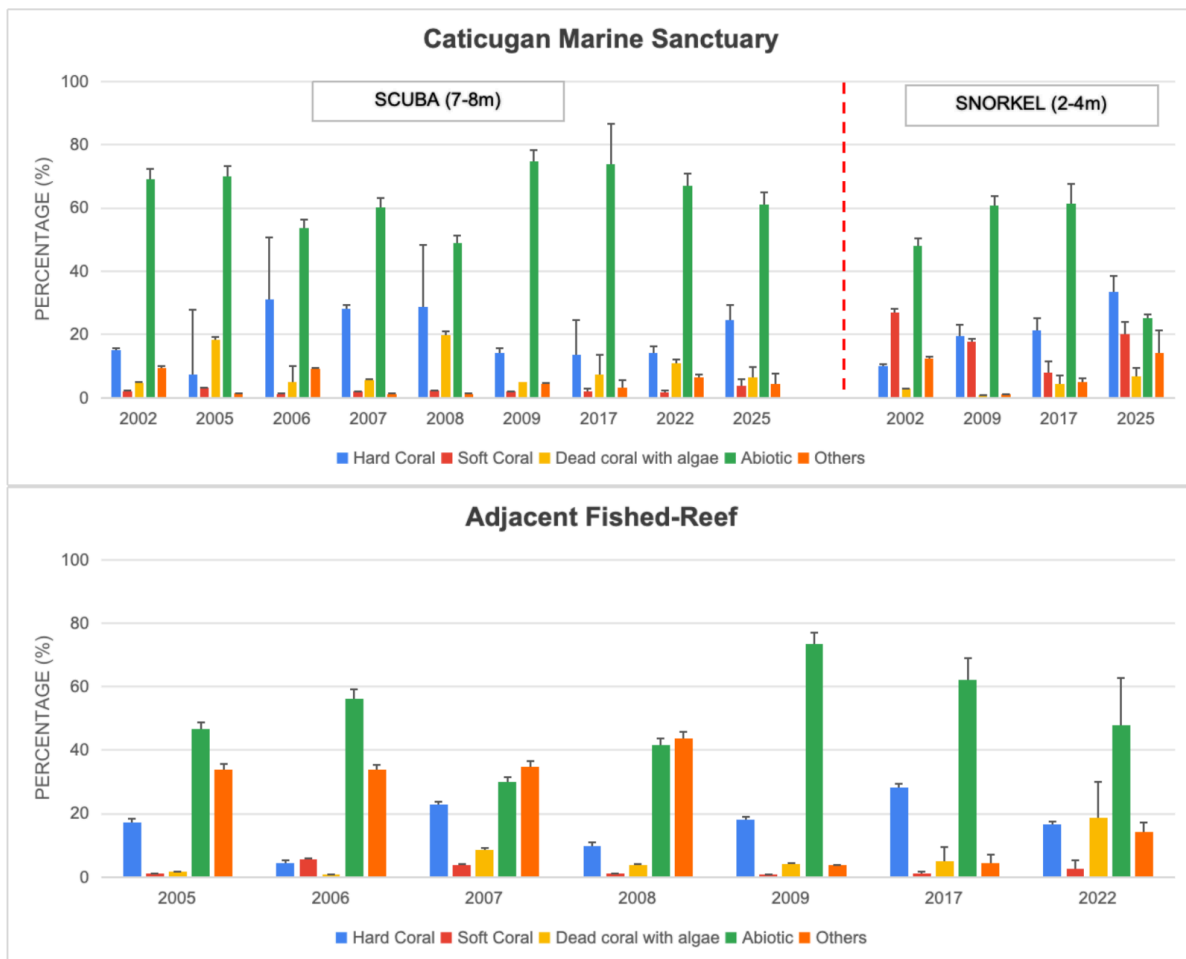 Caticugan Marine Sanctuary
100
80
60
40
20
0
PERCENTAGE (%)
SCUBA (7-8m)
SNORKEL (2-4m)
2002 2005 2006 2007 2008 2009 2017 2022 2025 2002 2009 2017 2025
Hard Coral Soft Coral Dead coral with algae Abiotic Others
Adjacent Fished-Reef
100
80
60
40
20
0
PERCENTAGE (%)
2005 2006 2007 2008 2009 2017 2022
Hard Coral Soft Coral Dead coral with algae Abiotic Others